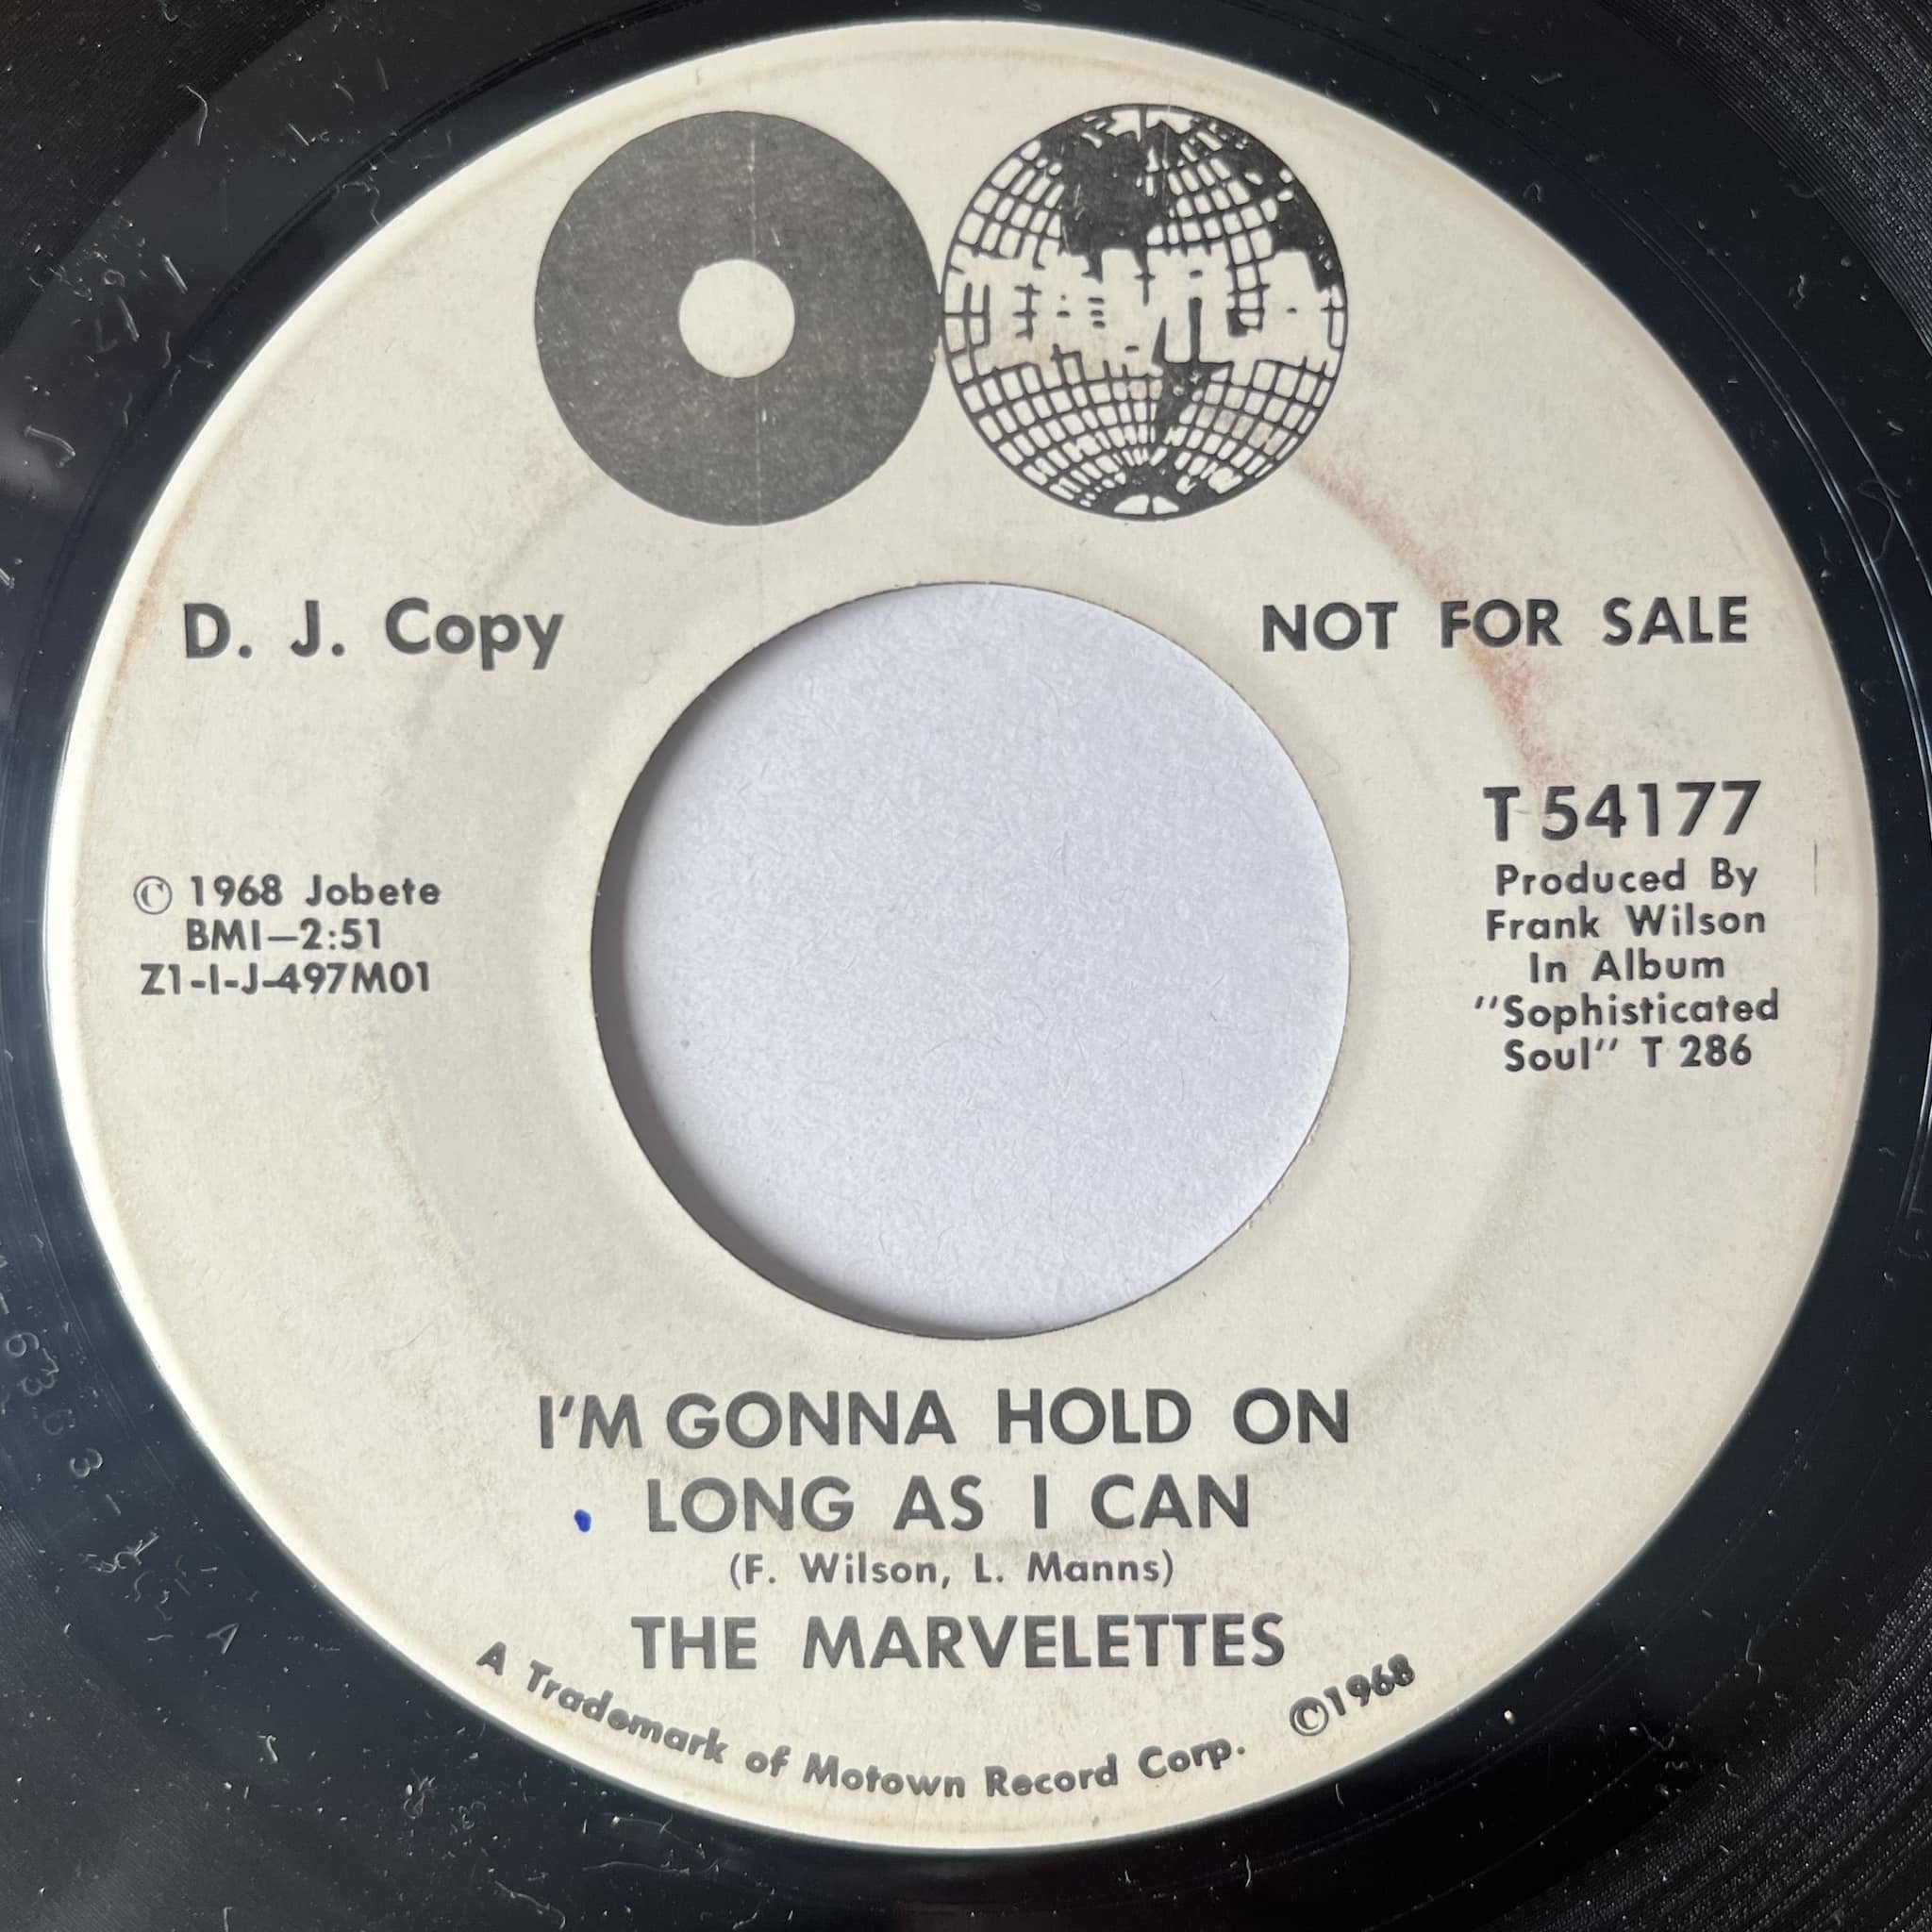 TAMLA
D. J. Copy
NOT FOR SALE
© 1968 Jobete
BMI—2:51
Z1-I-J-497M01
T 54177
Produced By
Frank Wilson
In Album
"Sophisticated
Soul" T 286
I'M GONNA HOLD ON
LONG AS I CAN
(F. Wilson, L. Manns)
THE MARVELETTES
A Trademark of Motown Record Corp. ©1968